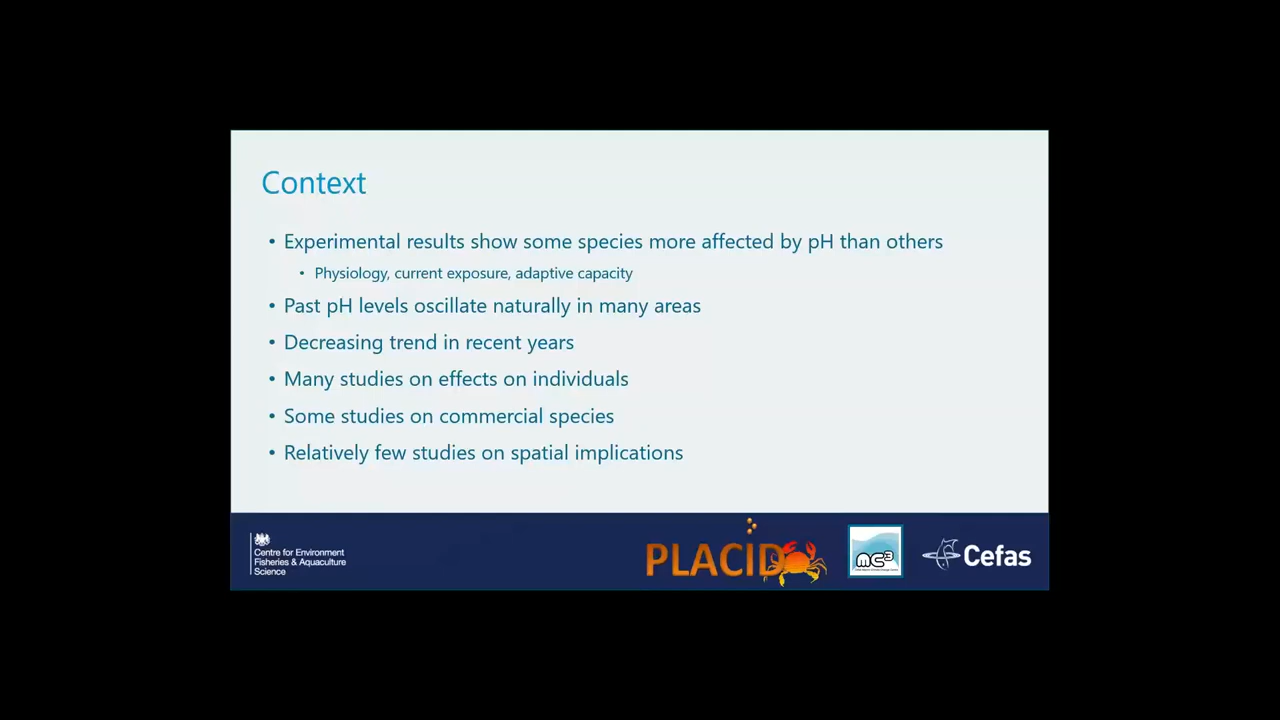 Context
• Experimental results show some species more affected by pH than others
• Physiology, current exposure, adaptive capacity
• Past pH levels oscillate naturally in many areas
• Decreasing trend in recent years
• Many studies on effects on individuals
• Some studies on commercial species
• Relatively few studies on spatial implications
Centre for Environment
Fisheries & Aquaculture
Science
PLACID
mc3
Cefas